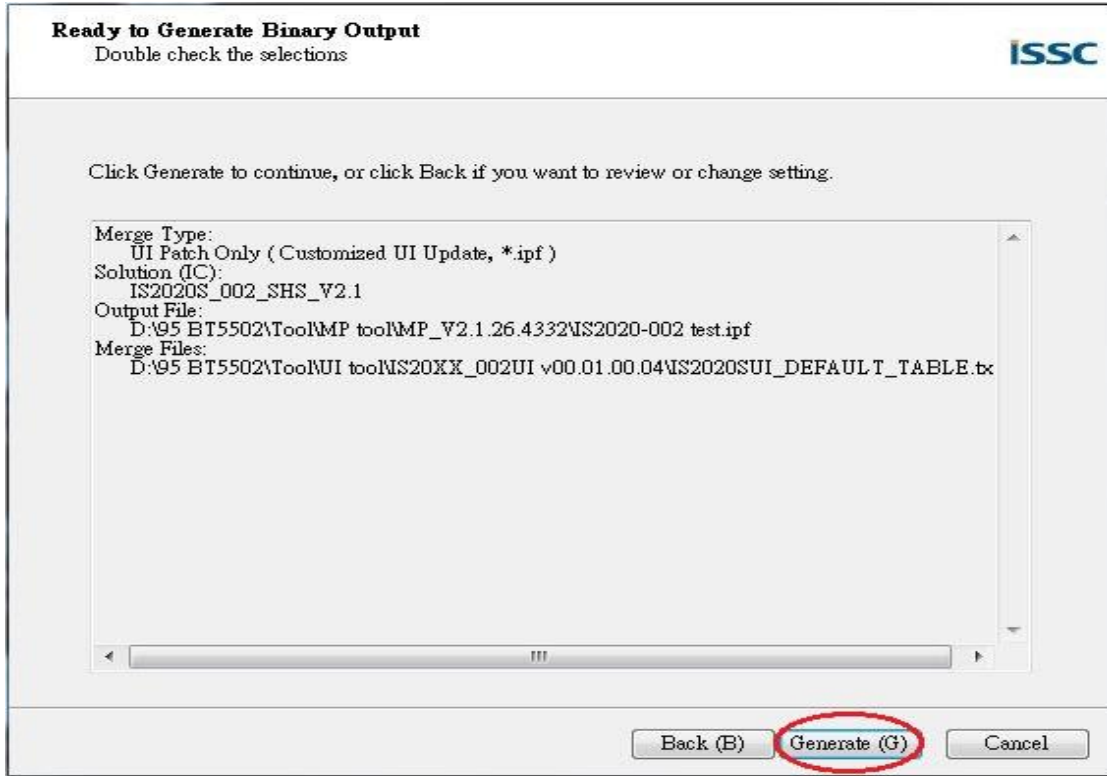 Ready to Generate Binary Output
Double check the selections
ISSC
Click Generate to continue, or click Back if you want to review or change setting.
Merge Type:
UI Patch Only ( Customized UI Update, *.ipf )
Solution (IC):
IS2020S_002_SHS_V2.1
Output File:
D:\95 BT5502\Tool\MP tool\MP_V2.1.26.4332\IS2020-002 test.ipf
Merge Files:
D:\95 BT5502\Tool\UI tool\IS20XX_002UI v00.01.00.04\IS2020SUI_DEFAULT_TABLE.tx
Back (B) Generate (G) Cancel